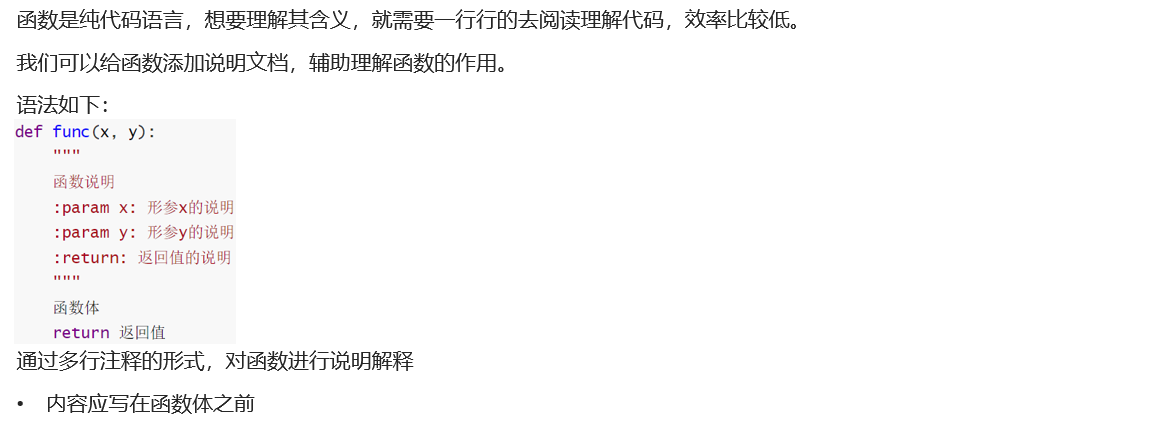 函数是纯代码语言，想要理解其含义，就需要一行行的去阅读理解代码，效率比较低。
我们可以给函数添加说明文档，辅助理解函数的作用。
语法如下：
def func(x, y):
    """
    函数说明
    :param x: 形参x的说明
    :param y: 形参y的说明
    :return: 返回值的说明
    """
    函数体
    return 返回值
通过多行注释的形式，对函数进行说明解释
• 内容应写在函数体之前